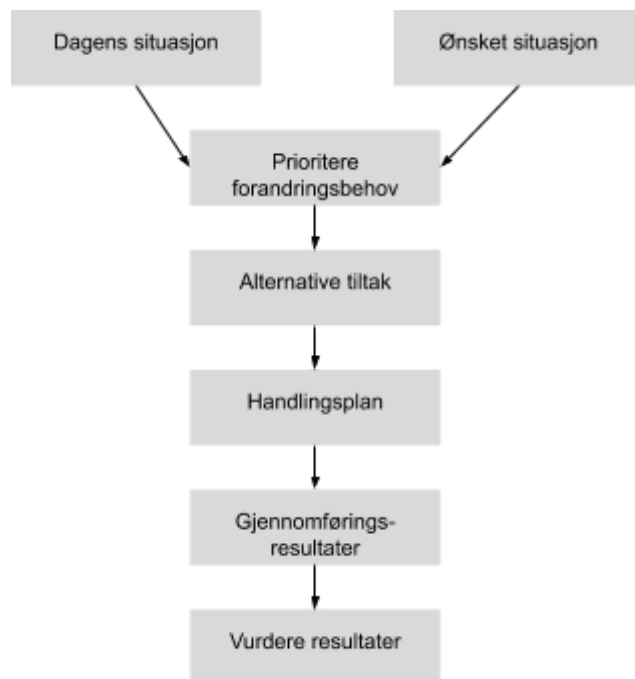 Dagens situasjon
Ønsket situasjon
Prioritere
forandringsbehov
Alternative tiltak
Handlingsplan
Gjennomførings-
resultater
Vurdere resultater